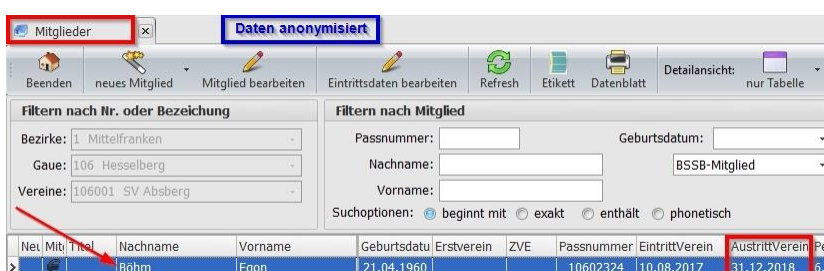 Mitglieder x Daten anonymisiert
Beenden neues Mitglied Mitglied bearbeiten Eintrittsdaten bearbeiten Refresh Etikett Datenblatt Detailansicht: nur Tabelle
Filtern nach Nr. oder Bezeichung
Bezirke: 1 Mittelfranken
Gaue: 106 Hesselberg
Vereine: 106001 SV Absberg
Filtern nach Mitglied
Passnummer: Geburtsdatum:
Nachname: BSSB-Mitglied
Vorname:
Suchoptionen: beginnt mit exakt enthält phonetisch
Neu Titel Nachname Vorname Geburtsdatu Erstverein ZVE Passnummer EintrittVerein AustrittVerein Pe
Böhm Egon 21.04.1960 10602324 10.08.2017 31.12.2018